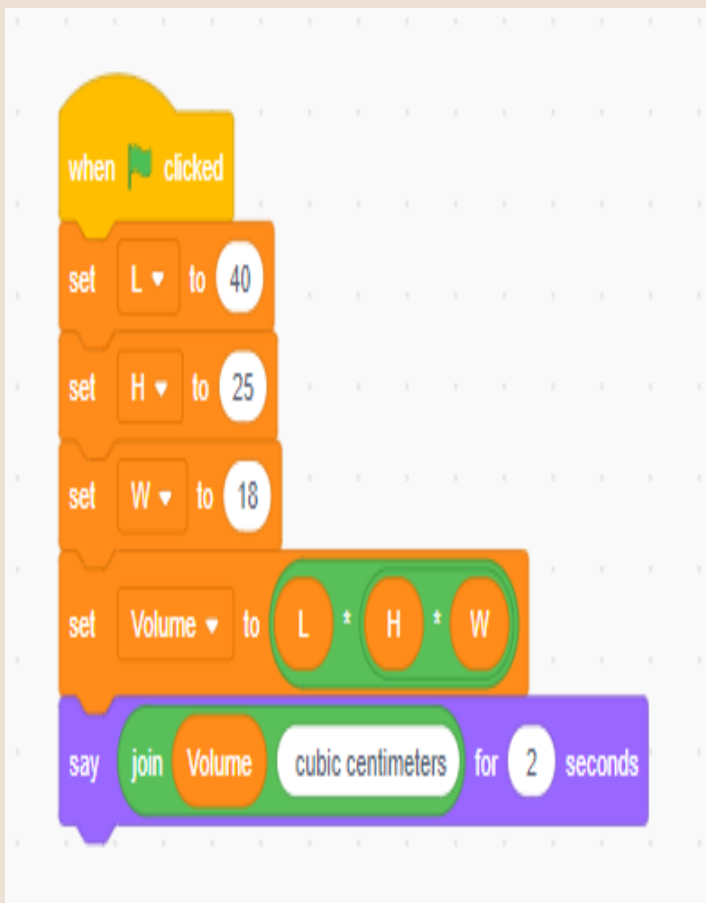 when clicked
set L to 40
set H to 25
set W to 18
set Volume to L * H * W
say join Volume cubic centimeters for 2 seconds